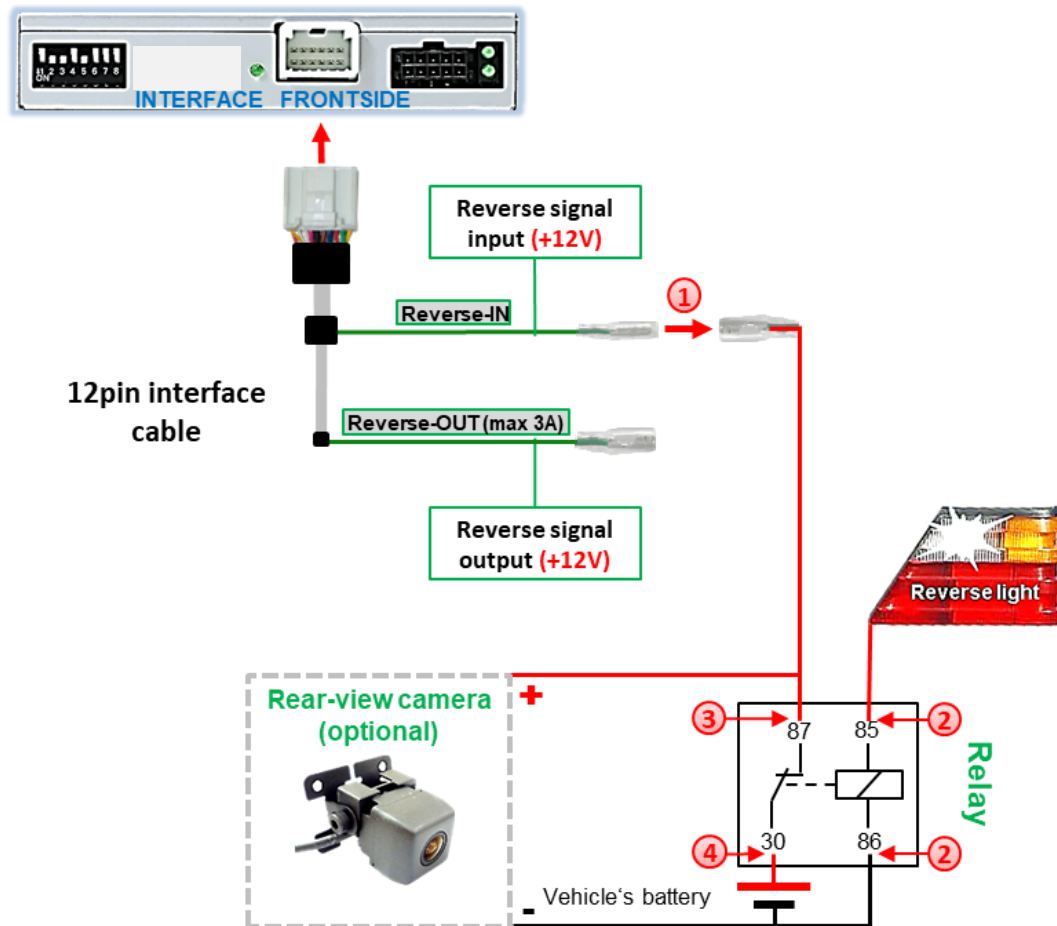 1 2 3 4 5 6 7 8
ON
INTERFACE FRONTSIDE
Reverse signal
input (+12V)
1
Reverse-IN
12pin interface
cable
Reverse-OUT (max 3A)
Reverse signal
output (+12V)
Reverse light
Rear-view camera
(optional)
+
3
87
85
2
Relay
4
30
86
2
-
Vehicle‘s battery